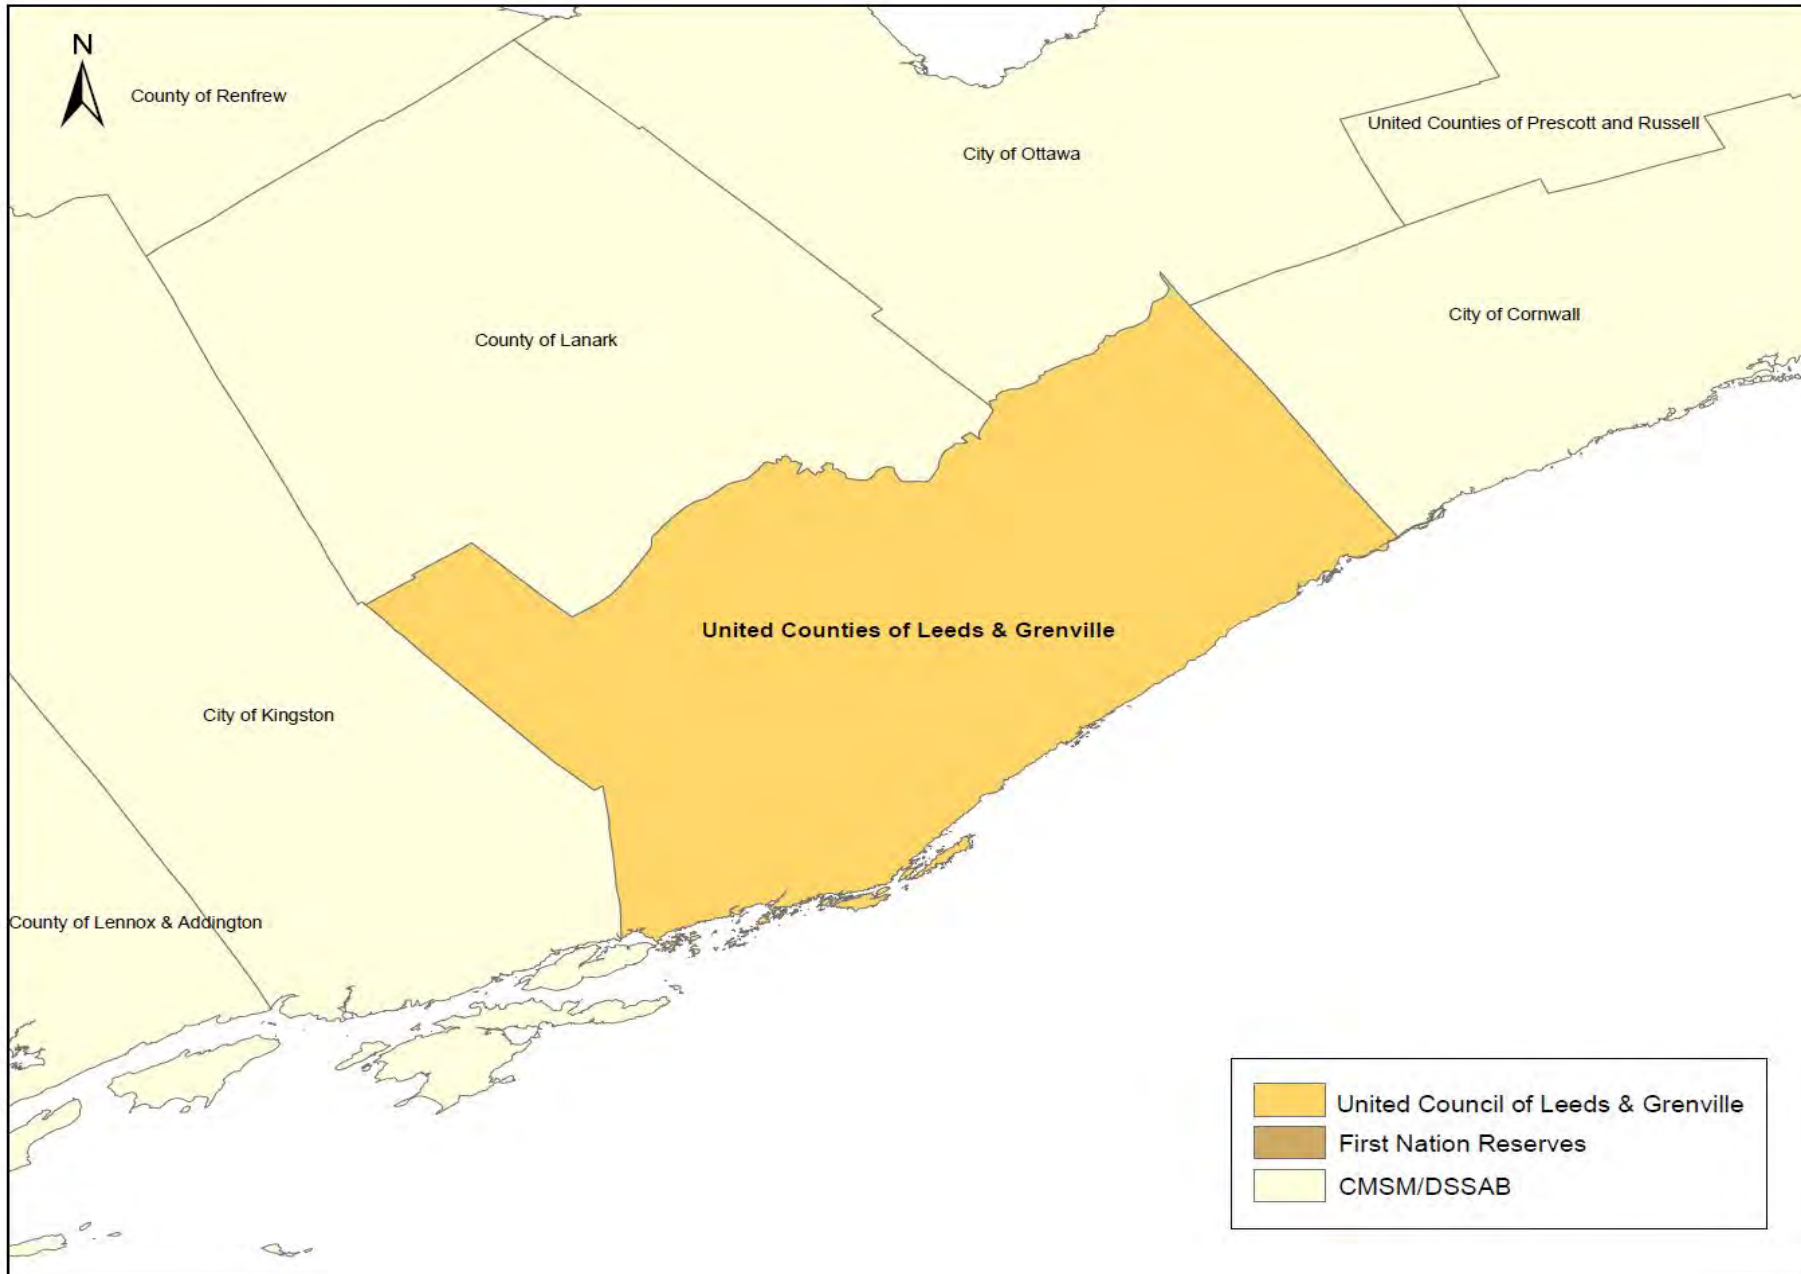 N
County of Renfrew
United Counties of Prescott and Russell
City of Ottawa
City of Cornwall
County of Lanark
United Counties of Leeds & Grenville
City of Kingston
County of Lennox & Addington
United Council of Leeds & Grenville
First Nation Reserves
CMSM/DSSAB